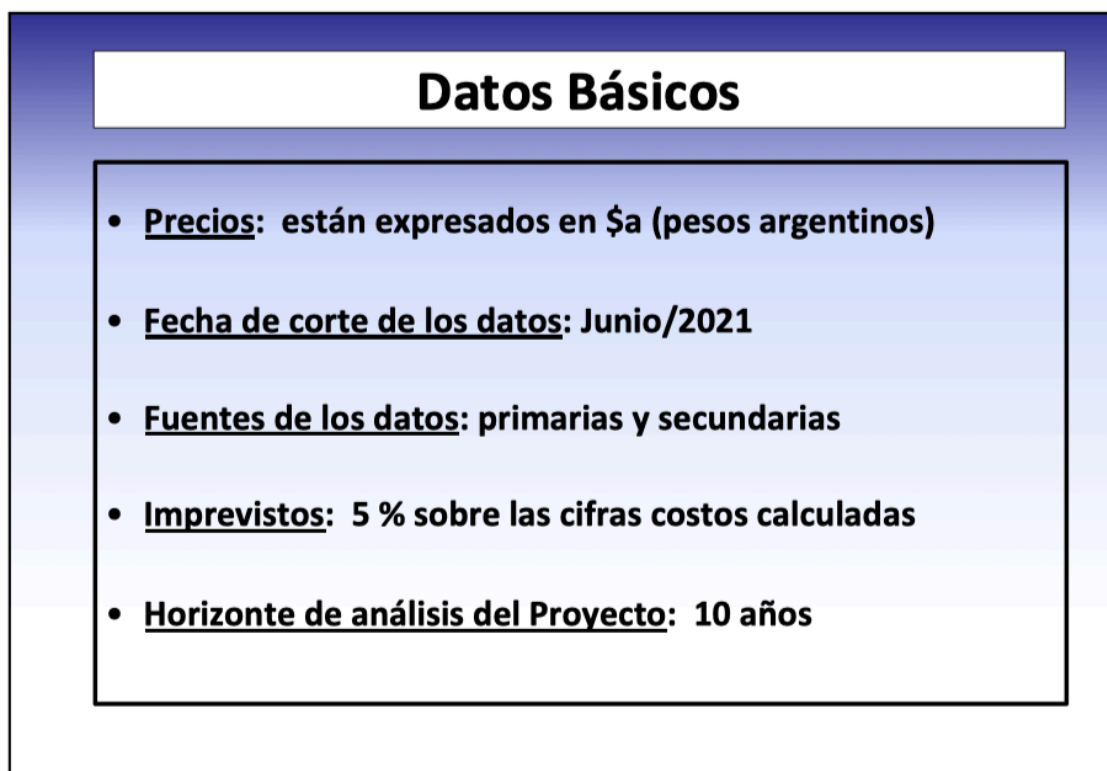 Datos Básicos
• Precios: están expresados en $a (pesos argentinos)
• Fecha de corte de los datos: Junio/2021
• Fuentes de los datos: primarias y secundarias
• Imprevistos: 5 % sobre las cifras costos calculadas
• Horizonte de análisis del Proyecto: 10 años